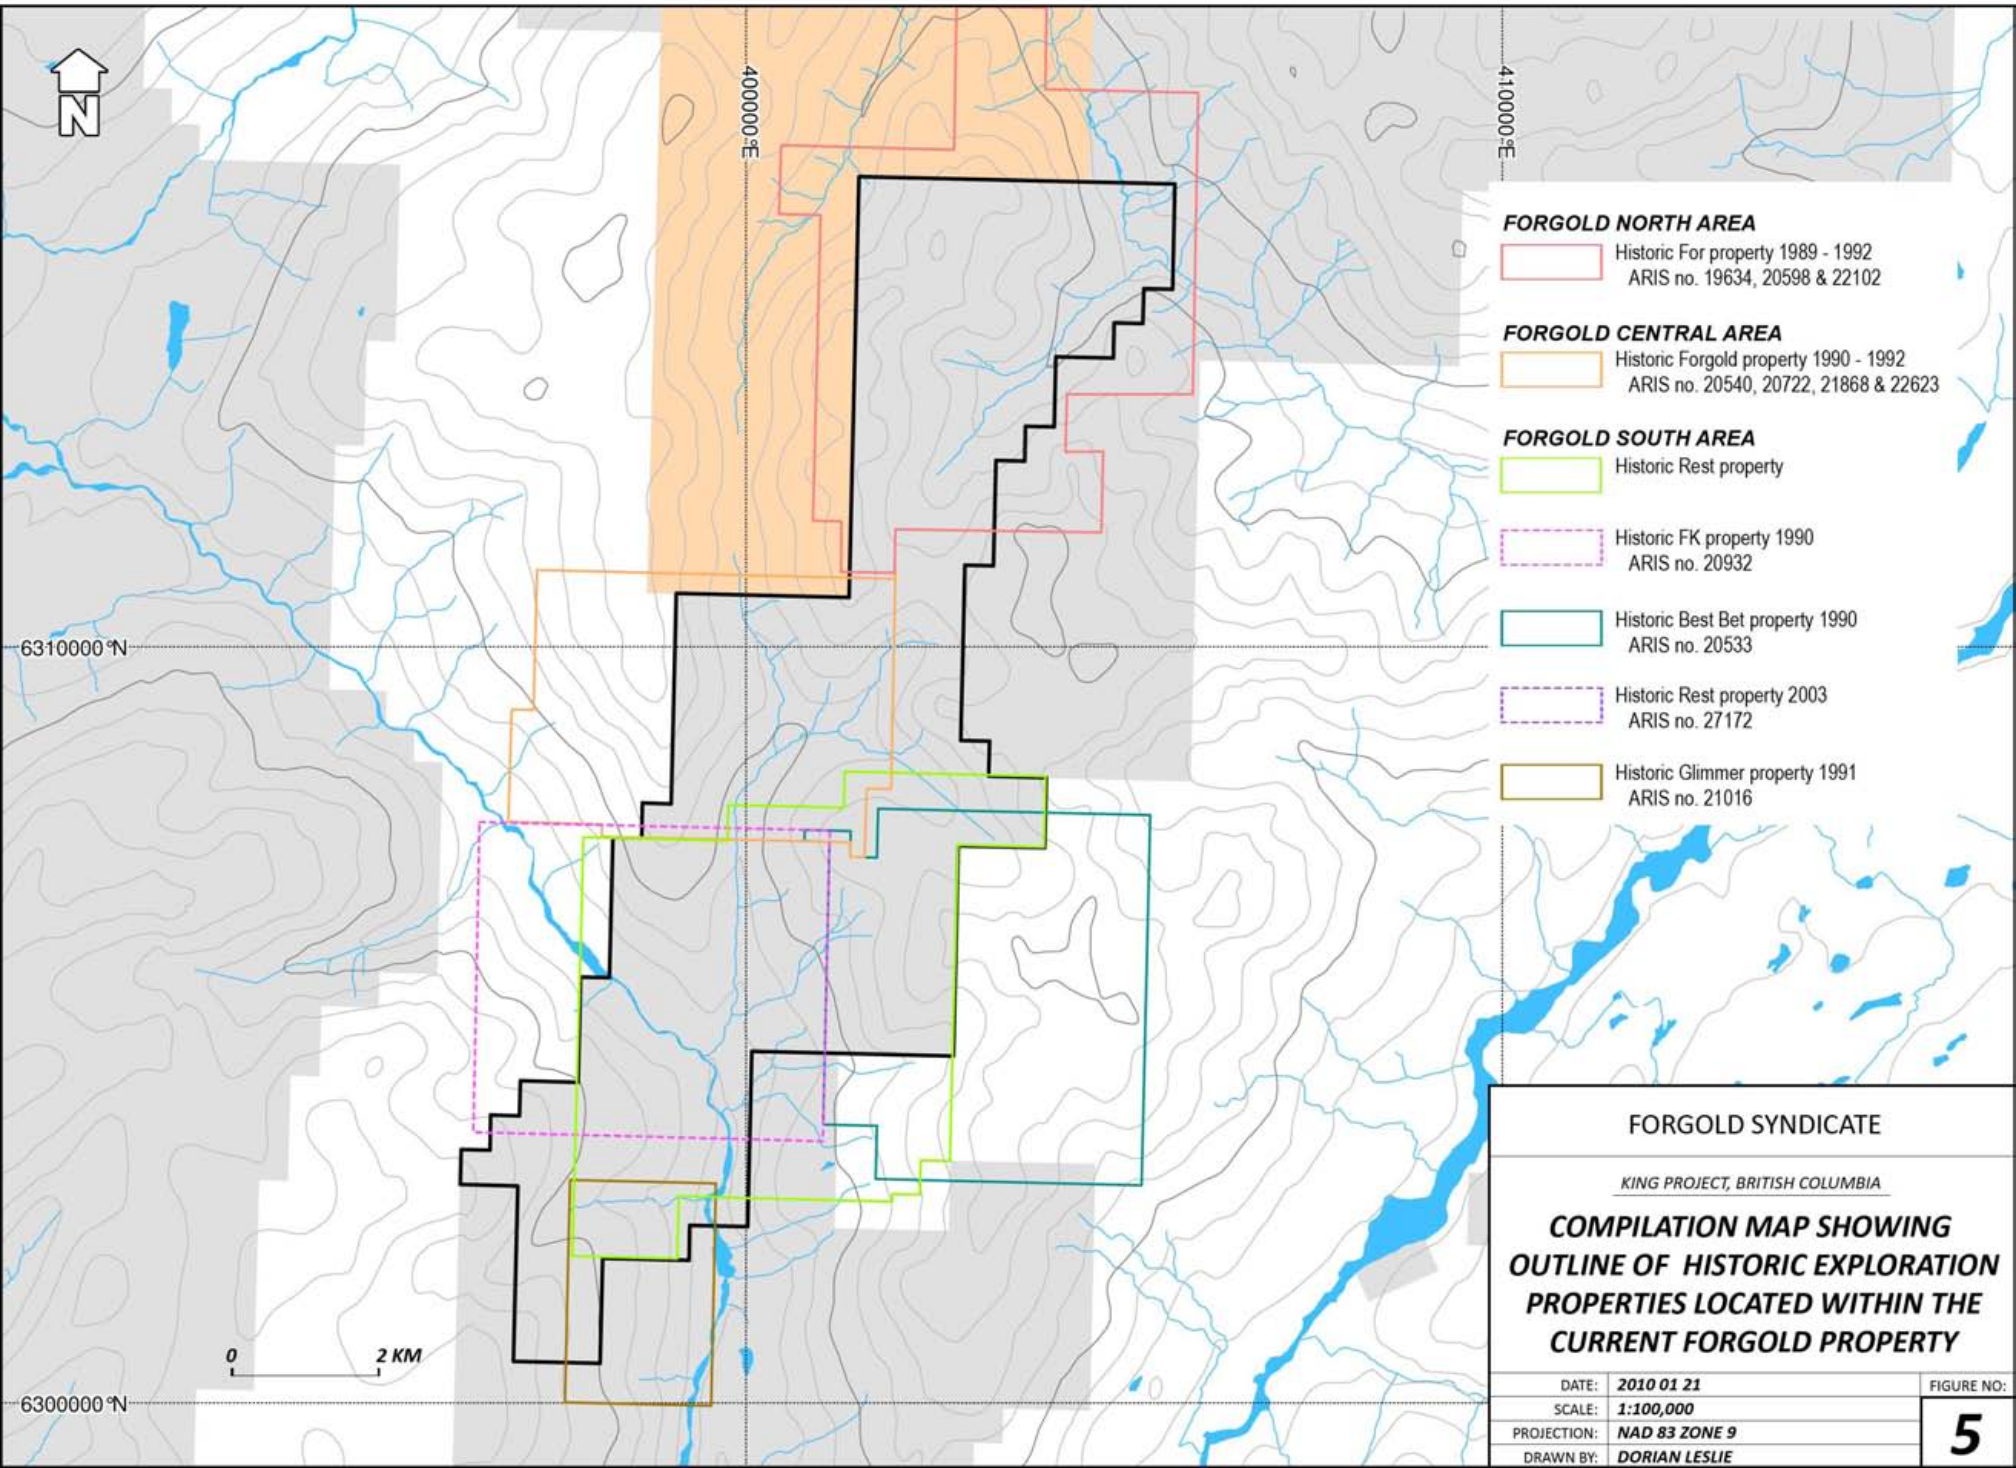 N
400000°E
410000°E
6310000°N
6300000°N
0 2 KM
FORGOLD NORTH AREA
Historic For property 1989 - 1992
ARIS no. 19634, 20598 & 22102
FORGOLD CENTRAL AREA
Historic Forgold property 1990 - 1992
ARIS no. 20540, 20722, 21868 & 22623
FORGOLD SOUTH AREA
Historic Rest property
Historic FK property 1990
ARIS no. 20932
Historic Best Bet property 1990
ARIS no. 20533
Historic Rest property 2003
ARIS no. 27172
Historic Glimmer property 1991
ARIS no. 21016
FORGOLD SYNDICATE
KING PROJECT, BRITISH COLUMBIA
COMPILATION MAP SHOWING
OUTLINE OF HISTORIC EXPLORATION
PROPERTIES LOCATED WITHIN THE
CURRENT FORGOLD PROPERTY
DATE: 2010 01 21
SCALE: 1:100,000
PROJECTION: NAD 83 ZONE 9
DRAWN BY: DORIAN LESLIE
FIGURE NO:
5